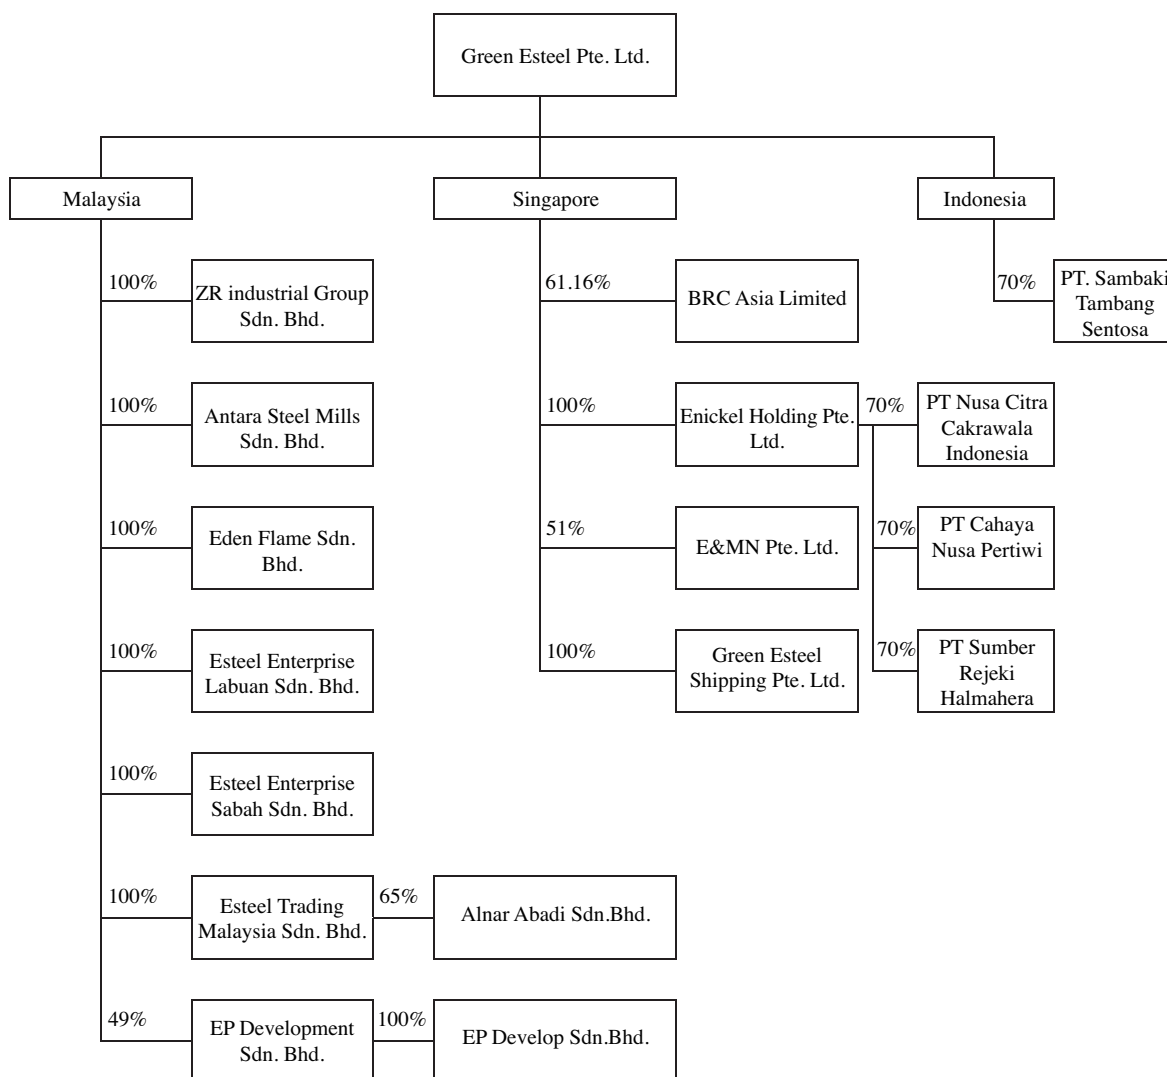 Green Esteel Pte. Ltd.
Malaysia
Singapore
Indonesia
100%
ZR industrial Group
Sdn. Bhd.
61.16%
BRC Asia Limited
70%
PT. Sambaki
Tambang
Sentosa
100%
Antara Steel Mills
Sdn. Bhd.
100%
Enickel Holding Pte.
Ltd.
70%
PT Nusa Citra
Cakrawala
Indonesia
100%
Eden Flame Sdn.
Bhd.
51%
E&MN Pte. Ltd.
70%
PT Cahaya
Nusa Pertiwi
100%
Esteel Enterprise
Labuan Sdn. Bhd.
100%
Green Esteel
Shipping Pte. Ltd.
70%
PT Sumber
Rejeki
Halmahera
100%
Esteel Enterprise
Sabah Sdn. Bhd.
100%
Esteel Trading
Malaysia Sdn. Bhd.
65%
Alnar Abadi Sdn.Bhd.
49%
EP Development
Sdn. Bhd.
100%
EP Develop Sdn.Bhd.